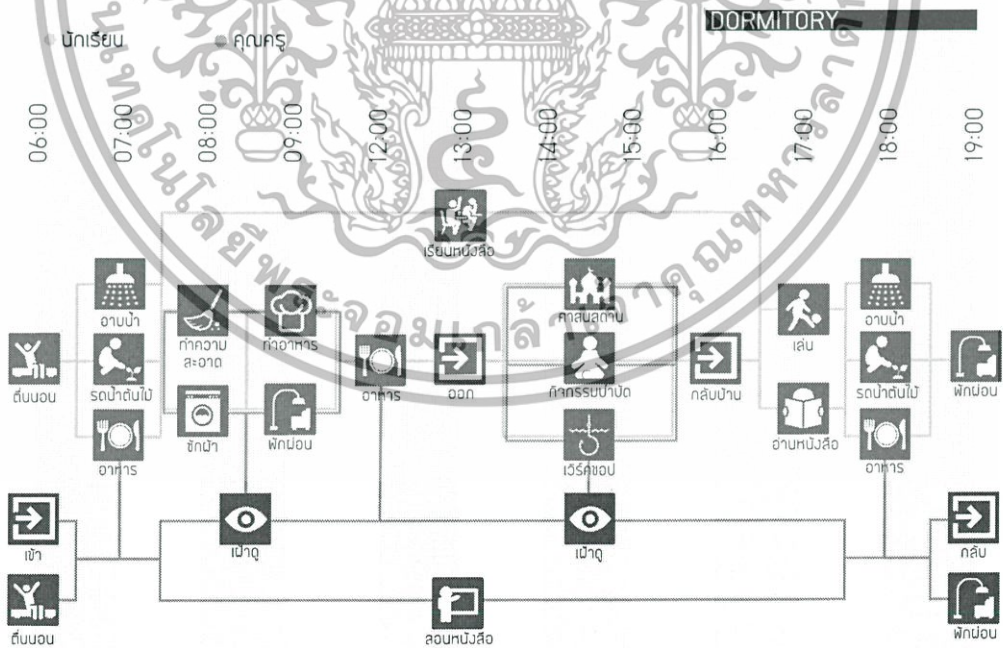 DORMITORY
นักเรียน
คุณครู
06:00
07:00
08:00
09:00
12:00
13:00
14:00
15:00
16:00
17:00
18:00
19:00
เรียนหนังสือ
อาบน้ำ
ทำความ
สะอาด
ทำอาหาร
ศาสนสถาน
เล่น
อาบน้ำ
ตื่นนอน
รดน้ำต้นไม้
อาหาร
ออก
กิจกรรมบำบัด
กลับบ้าน
รดน้ำต้นไม้
พักผ่อน
อาหาร
ซักผ้า
พักผ่อน
เวิร์คชอป
อ่านหนังสือ
อาหาร
เข้า
เฝ้าดู
เฝ้าดู
กลับ
ตื่นนอน
สอนหนังสือ
พักผ่อน